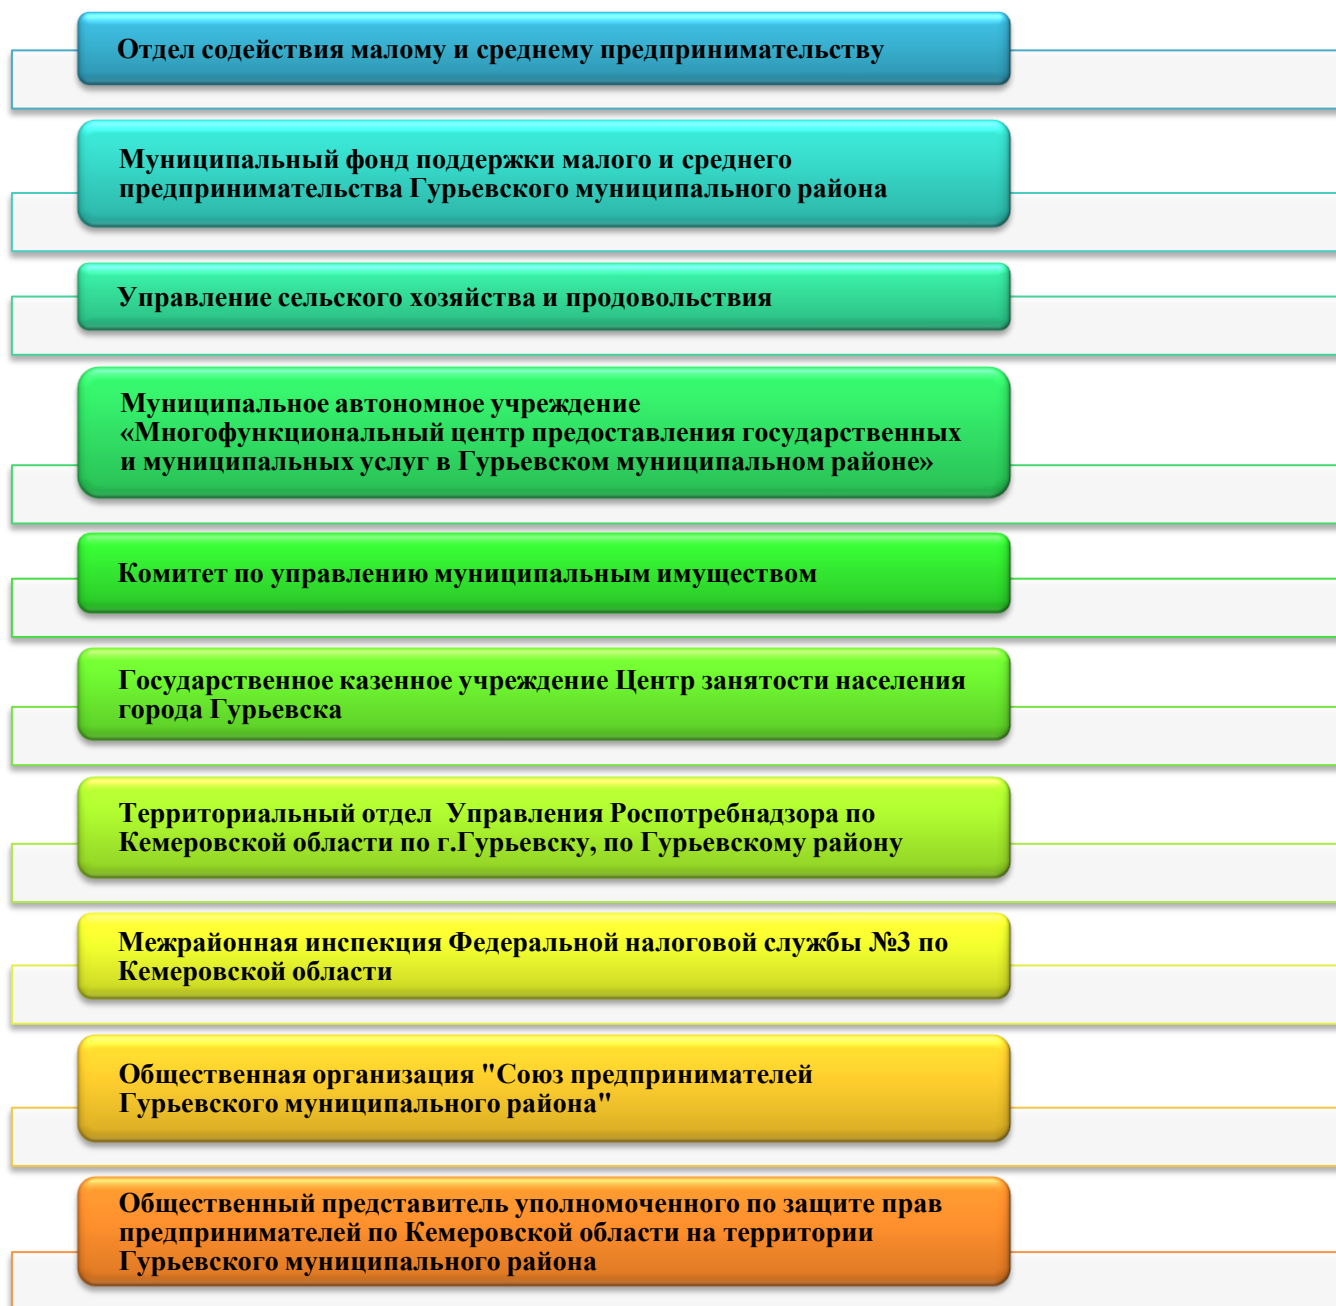 Отдел содействия малому и среднему предпринимательству
Муниципальный фонд поддержки малого и среднего
предпринимательства Гурьевского муниципального района
Управление сельского хозяйства и продовольствия
Муниципальное автономное учреждение
«Многофункциональный центр предоставления государственных
и муниципальных услуг в Гурьевском муниципальном районе»
Комитет по управлению муниципальным имуществом
Государственное казенное учреждение Центр занятости населения
города Гурьевска
Территориальный отдел  Управления Роспотребнадзора по
Кемеровской области по г.Гурьевску, по Гурьевскому району
Межрайонная инспекция Федеральной налоговой службы №3 по
Кемеровской области
Общественная организация "Союз предпринимателей
Гурьевского муниципального района"
Общественный представитель уполномоченного по защите прав
предпринимателей по Кемеровской области на территории
Гурьевского муниципального района